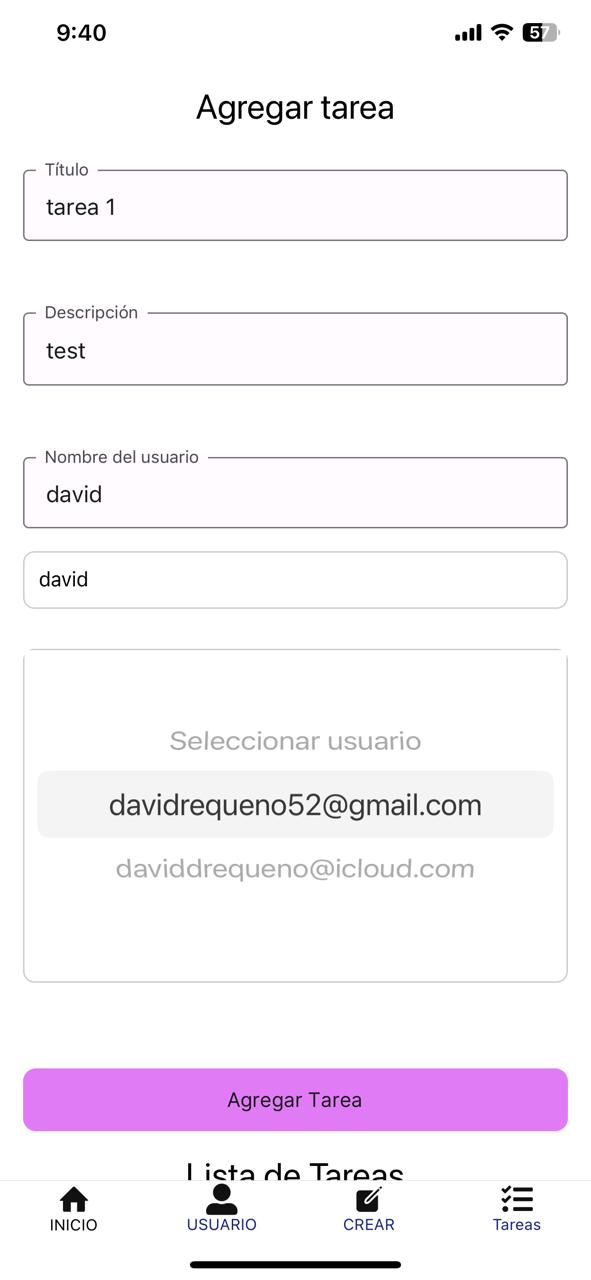 9:40
57
Agregar tarea
Título
tarea 1
Descripción
test
Nombre del usuario
david
david
Seleccionar usuario
davidrequeno52@gmail.com
daviddrequeno@icloud.com
Agregar Tarea
Lista de Tareas
INICIO USUARIO CREAR Tareas